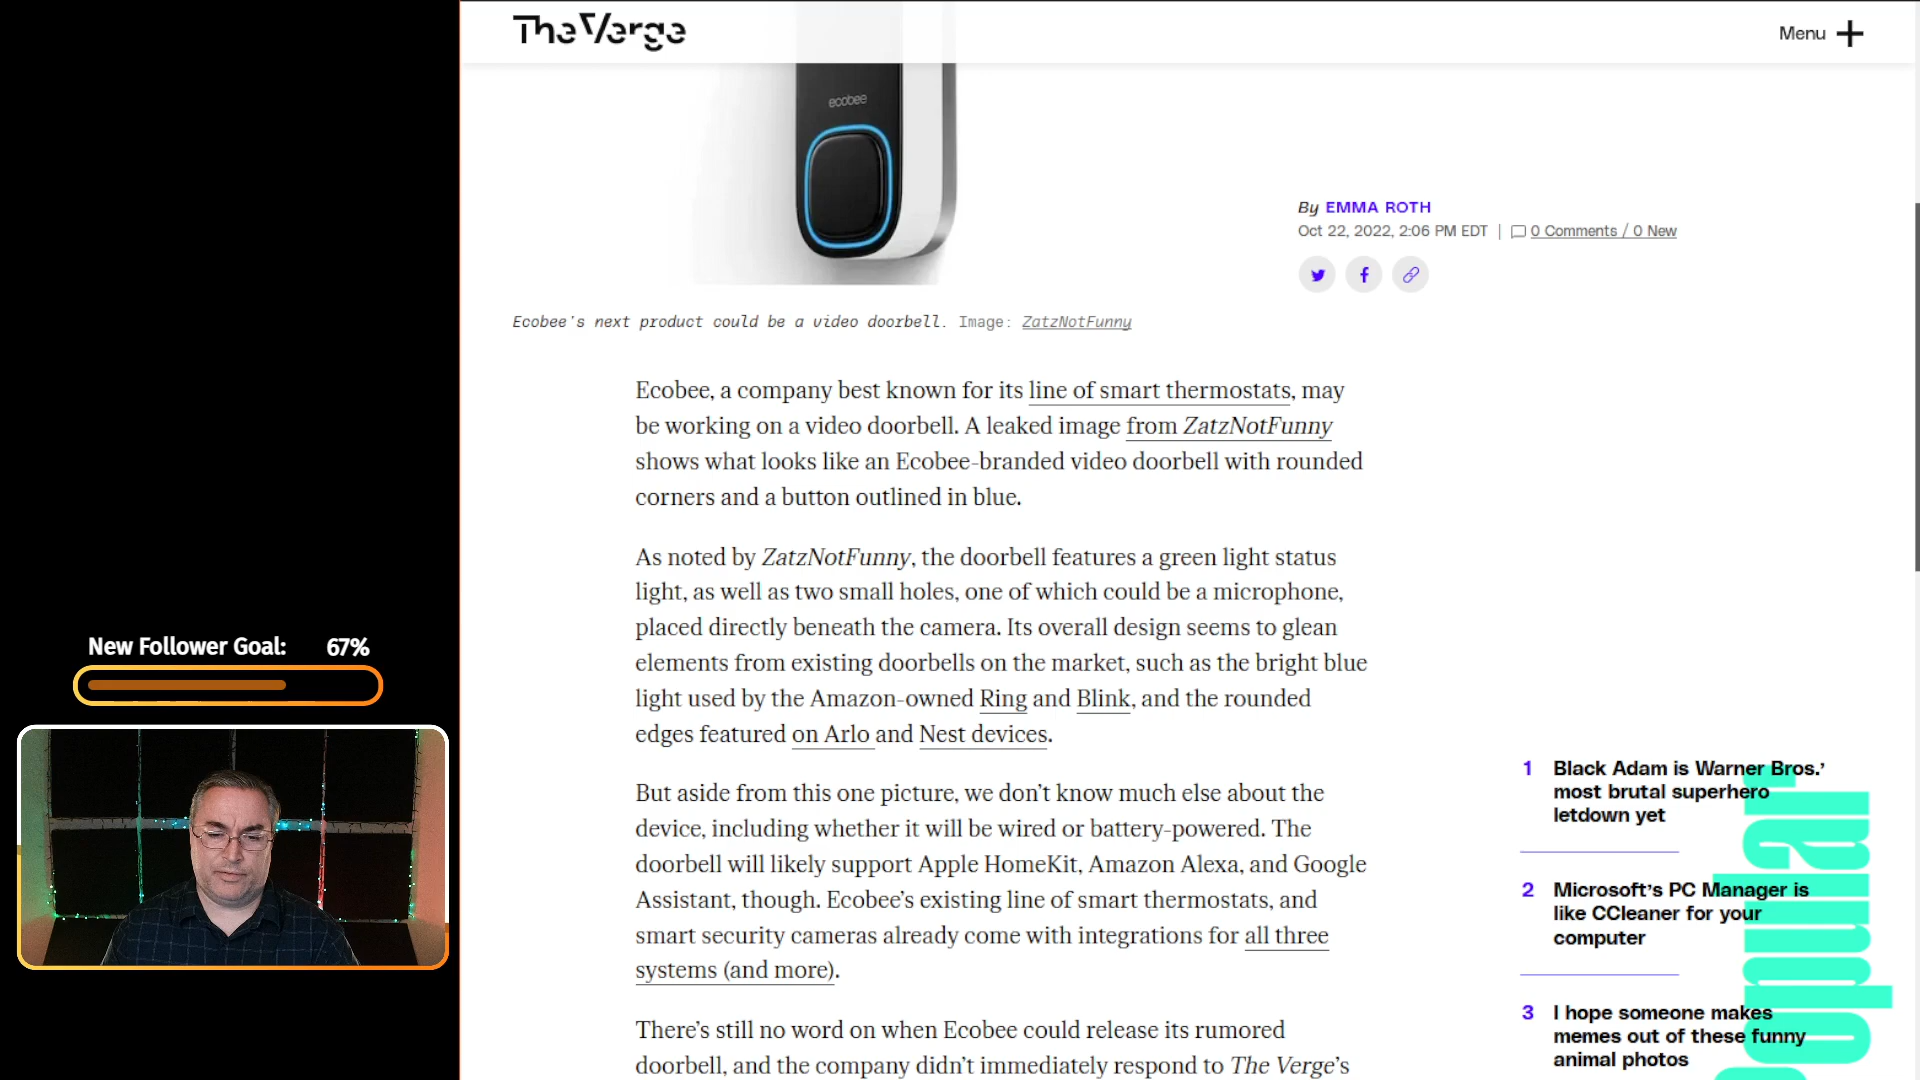 The Verge
Menu
ecobee
By EMMA ROTH
Oct 22, 2022, 2:06 PM EDT | 0 Comments / 0 New
Ecobee's next product could be a video doorbell. Image: ZatzNotFunny
Ecobee, a company best known for its line of smart thermostats, may
be working on a video doorbell. A leaked image from ZatzNotFunny
shows what looks like an Ecobee-branded video doorbell with rounded
corners and a button outlined in blue.
As noted by ZatzNotFunny, the doorbell features a green light status
light, as well as two small holes, one of which could be a microphone,
placed directly beneath the camera. Its overall design seems to glean
elements from existing doorbells on the market, such as the bright blue
light used by the Amazon-owned Ring and Blink, and the rounded
edges featured on Arlo and Nest devices.
But aside from this one picture, we don’t know much else about the
device, including whether it will be wired or battery-powered. The
doorbell will likely support Apple HomeKit, Amazon Alexa, and Google
Assistant, though. Ecobee’s existing line of smart thermostats, and
smart security cameras already come with integrations for all three
systems (and more).
There’s still no word on when Ecobee could release its rumored
doorbell, and the company didn’t immediately respond to The Verge’s
New Follower Goal: 67%
1 Black Adam is Warner Bros.’
most brutal superhero
letdown yet
2 Microsoft’s PC Manager is
like CCleaner for your
computer
3 I hope someone makes
memes out of these funny
animal photos